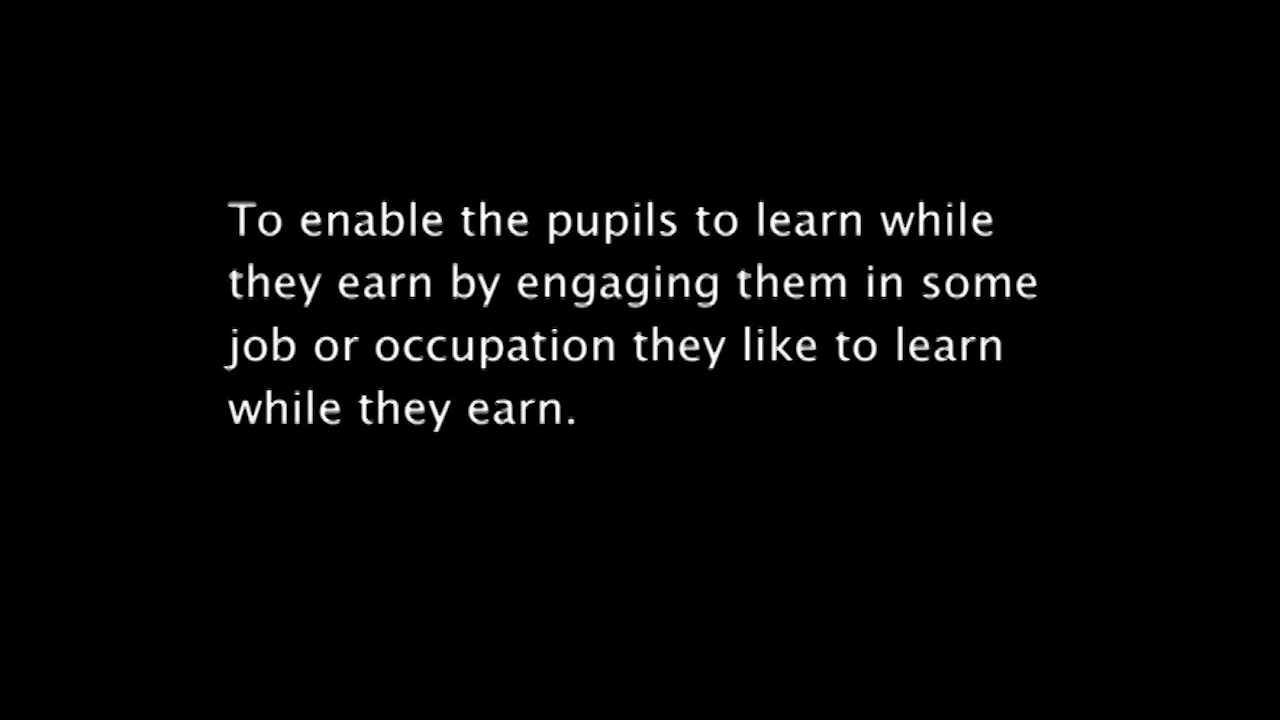 To enable the pupils to learn while
they earn by engaging them in some
job or occupation they like to learn
while they earn.